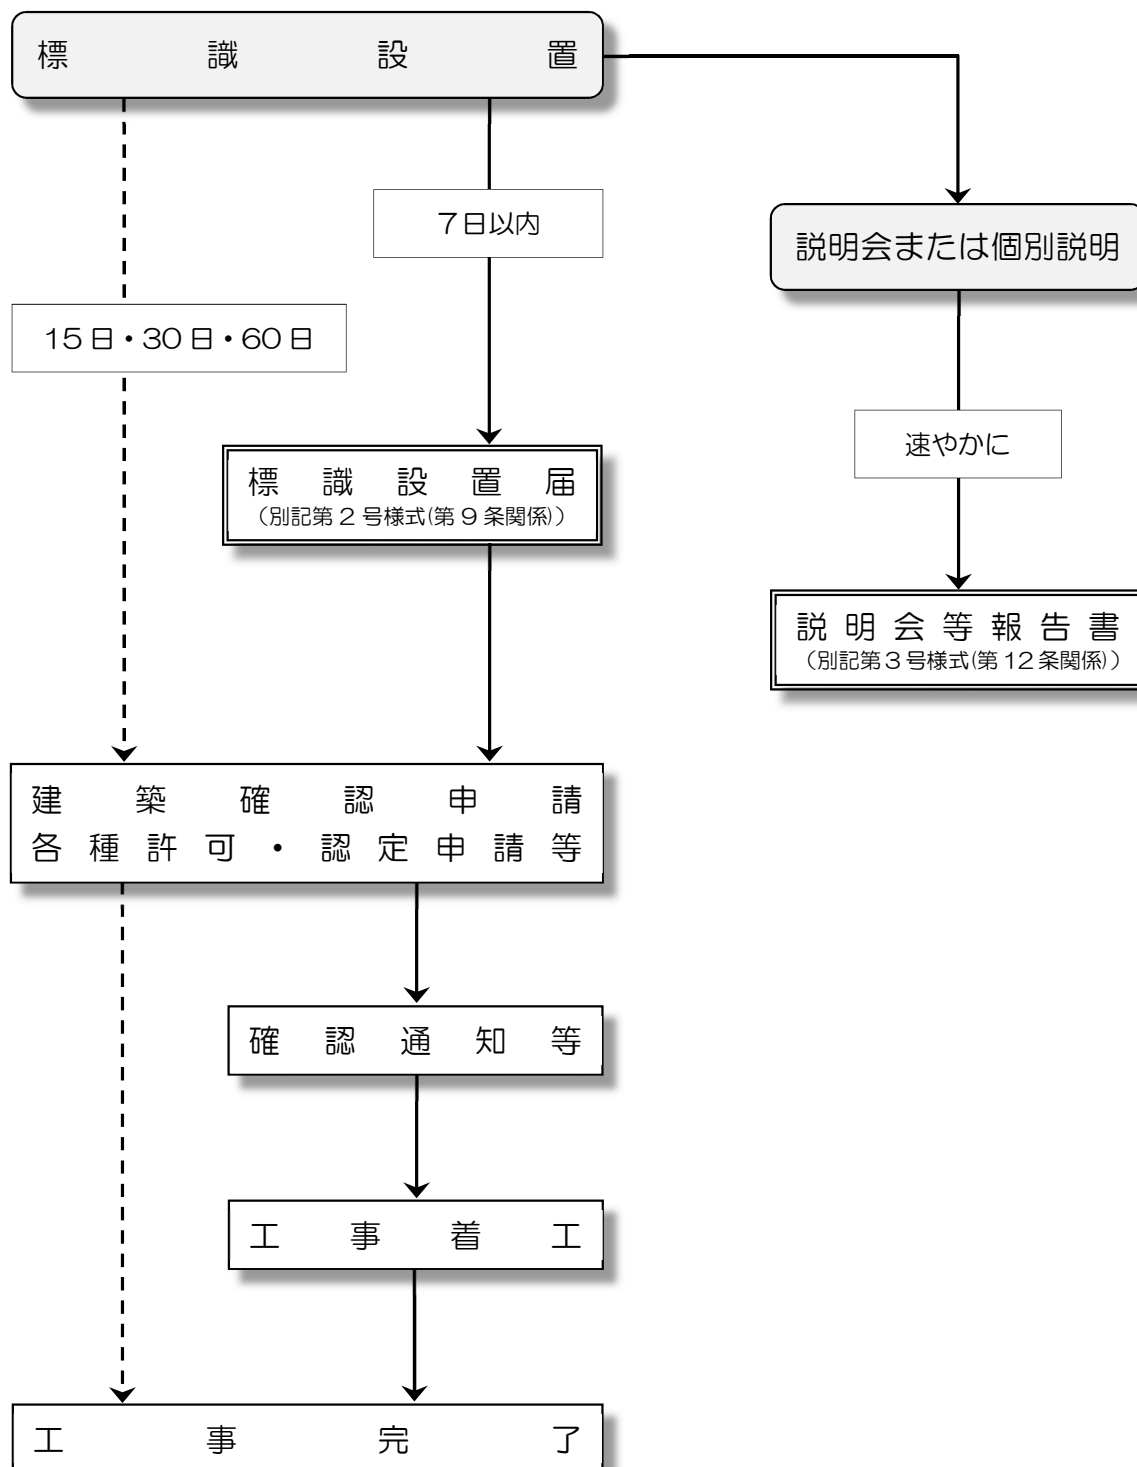 標識設置
7日以内
説明会または個別説明
15日・30日・60日
速やかに
標識設置届
（別記第2号様式(第9条関係)）
説明会等報告書
（別記第3号様式(第12条関係)）
建築確認申請
各種許可・認定申請等
確認通知等
工事着工
工事完了